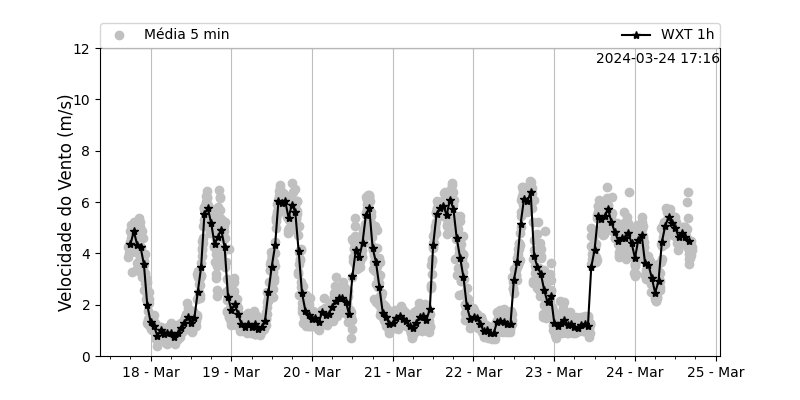 Média 5 min
WXT 1h
2024-03-24 17:16
Velocidade do Vento (m/s)
12
10
8
6
4
2
0
18 - Mar 19 - Mar 20 - Mar 21 - Mar 22 - Mar 23 - Mar 24 - Mar 25 - Mar